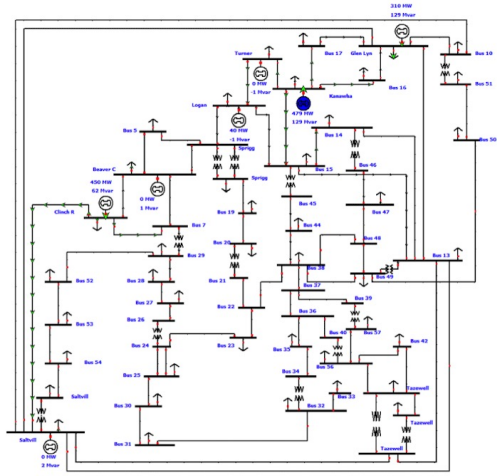 310 MW
129 Mvar
Turner
Bus 17
Glen Lyn
Bus 10
0 MW
-1 Mvar
Bus 51
Kanawha
Bus 16
Logan
479 MW
129 Mvar
Bus 5
40 MW
-1 Mvar
Bus 14
Bus 50
Sprigg
Beaver C
Sprigg
Bus 15
Bus 46
450 MW
62 Mvar
0 MW
1 Mvar
Bus 45
Bus 47
Clinch R
Bus 19
Bus 7
Bus 44
Bus 48
Bus 20
Bus 13
Bus 29
Bus 38
Bus 49
Bus 52
Bus 28
Bus 21
Bus 37
Bus 27
Bus 39
Bus 22
Bus 36
Bus 26
Bus 53
Bus 40
Bus 57
Bus 24
Bus 23
Bus 35
Bus 42
Bus 54
Bus 56
Bus 25
Bus 34
Tazewell
Saltvill
Bus 33
Bus 30
Bus 32
Tazewell
Saltvill
Bus 31
Tazewell
0 MW
3 Mvar